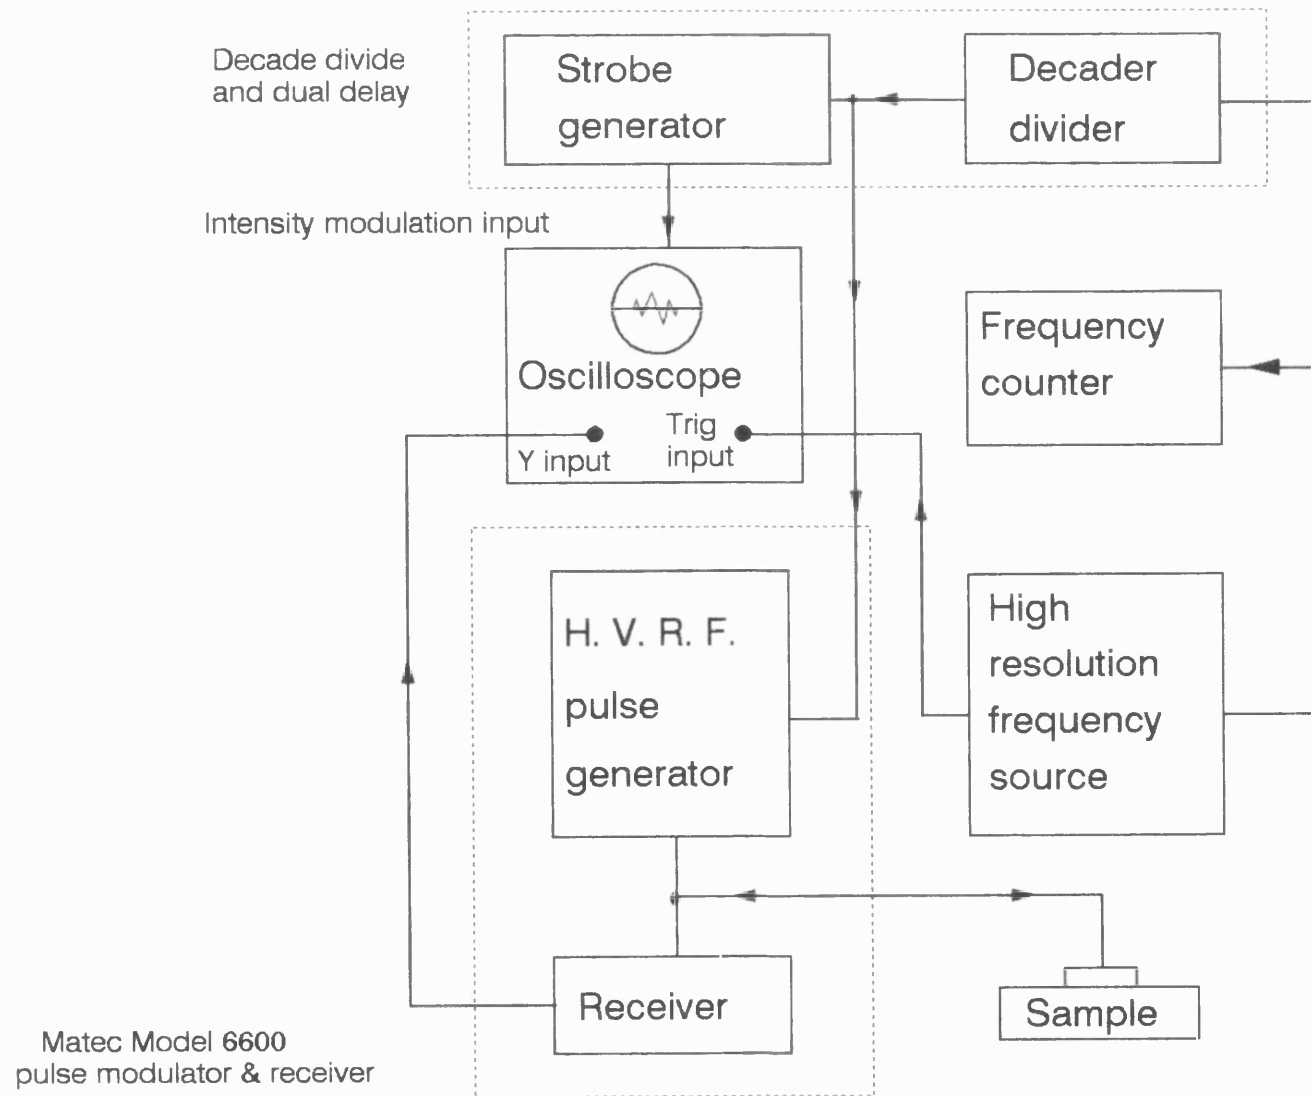 Decade divide
and dual delay
Strobe
generator
Decader
divider
Intensity modulation input
Oscilloscope
Y input
Trig
input
Frequency
counter
H. V. R. F.
pulse
generator
High
resolution
frequency
source
Receiver
Sample
Matec Model 6600
pulse modulator & receiver